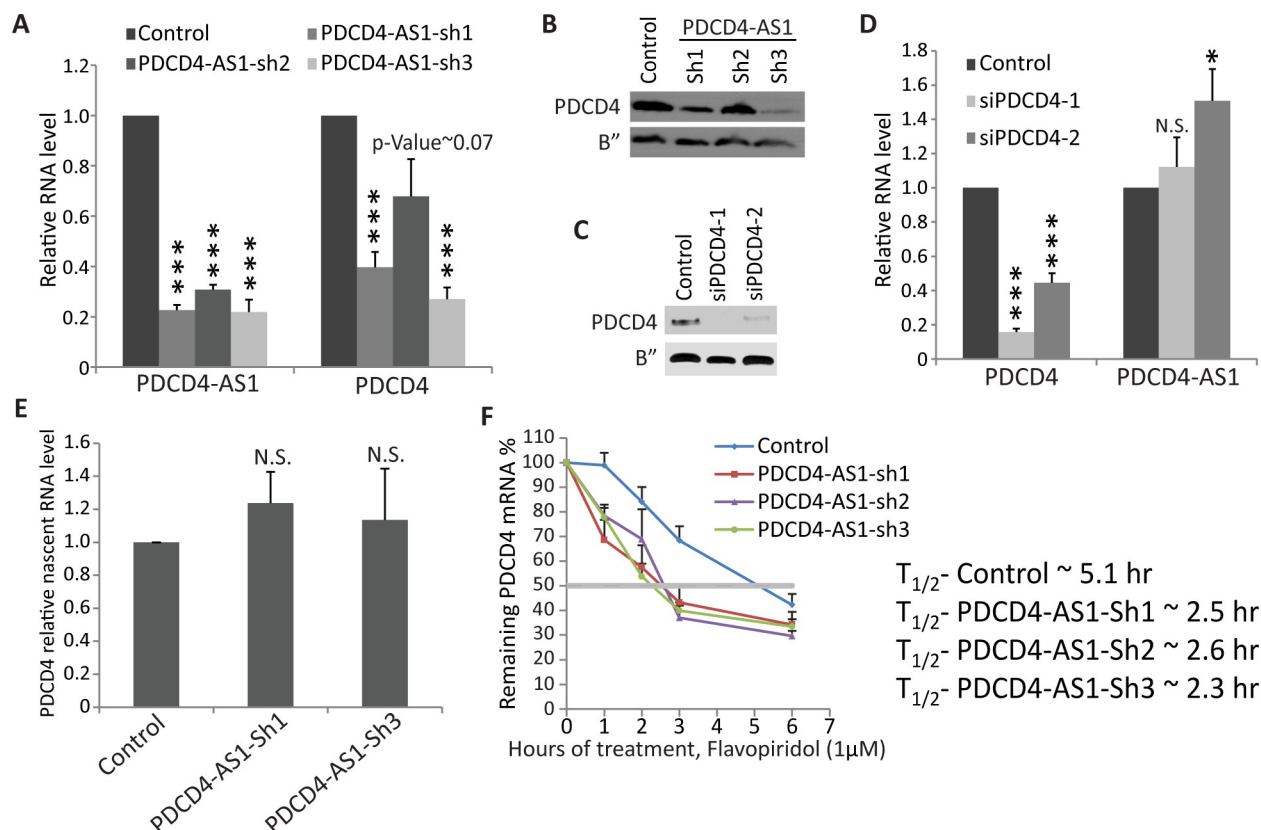 A
Control
PDCD4-AS1-sh1
PDCD4-AS1-sh2
PDCD4-AS1-sh3
Relative RNA level
1.2
1.0
0.8
0.6
0.4
0.2
0
***
***
***
***
p-Value~0.07
***
PDCD4-AS1
PDCD4
B
Control
PDCD4-AS1
Sh1
Sh2
Sh3
PDCD4
B”
C
Control
siPDCD4-1
siPDCD4-2
PDCD4
B”
D
Control
siPDCD4-1
siPDCD4-2
Relative RNA level
1.8
1.6
1.4
1.2
1.0
0.8
0.6
0.4
0.2
0
***
***
N.S.
*
PDCD4
PDCD4-AS1
E
PDCD4 relative nascent RNA level
1.6
1.4
1.2
1.0
0.8
0.6
0.4
0.2
0
N.S.
N.S.
Control
PDCD4-AS1-Sh1
PDCD4-AS1-Sh3
F
Remaining PDCD4 mRNA %
110
100
90
80
70
60
50
40
30
20
10
0
Control
PDCD4-AS1-sh1
PDCD4-AS1-sh2
PDCD4-AS1-sh3
0 1 2 3 4 5 6 7
Hours of treatment, Flavopiridol (1µM)
T1/2- Control ~ 5.1 hr
T1/2- PDCD4-AS1-Sh1 ~ 2.5 hr
T1/2- PDCD4-AS1-Sh2 ~ 2.6 hr
T1/2- PDCD4-AS1-Sh3 ~ 2.3 hr